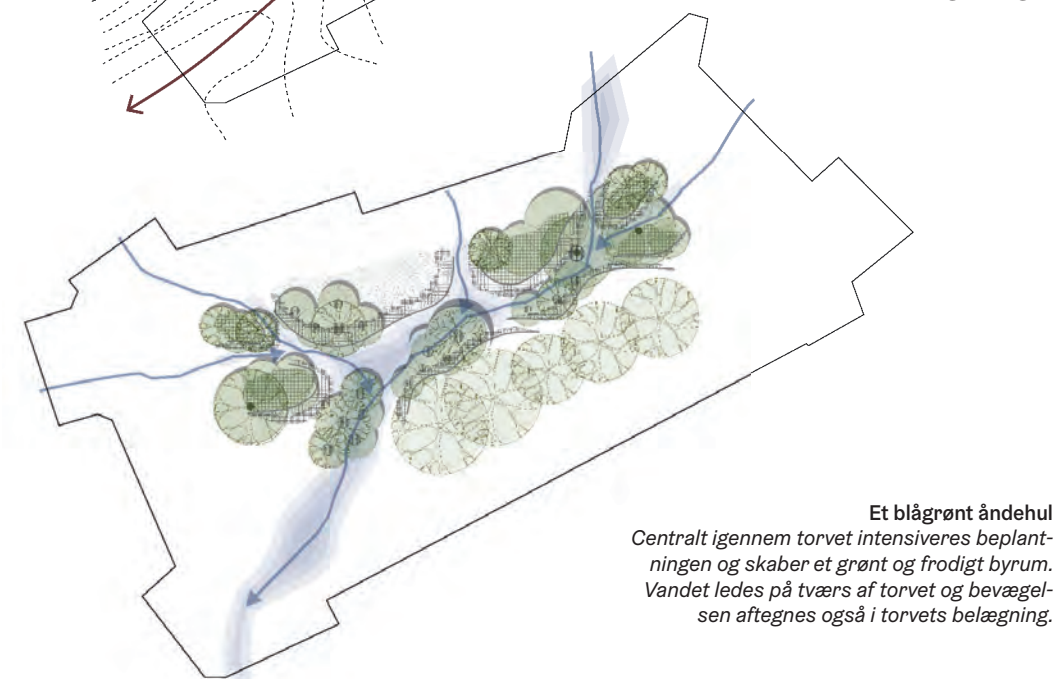 Et blågrønt åndehul
Centralt igennem torvet intensiveres beplant-
ningen og skaber et grønt og frodigt byrum.
Vandet ledes på tværs af torvet og bevægel-
sen aftegnes også i torvets belægning.